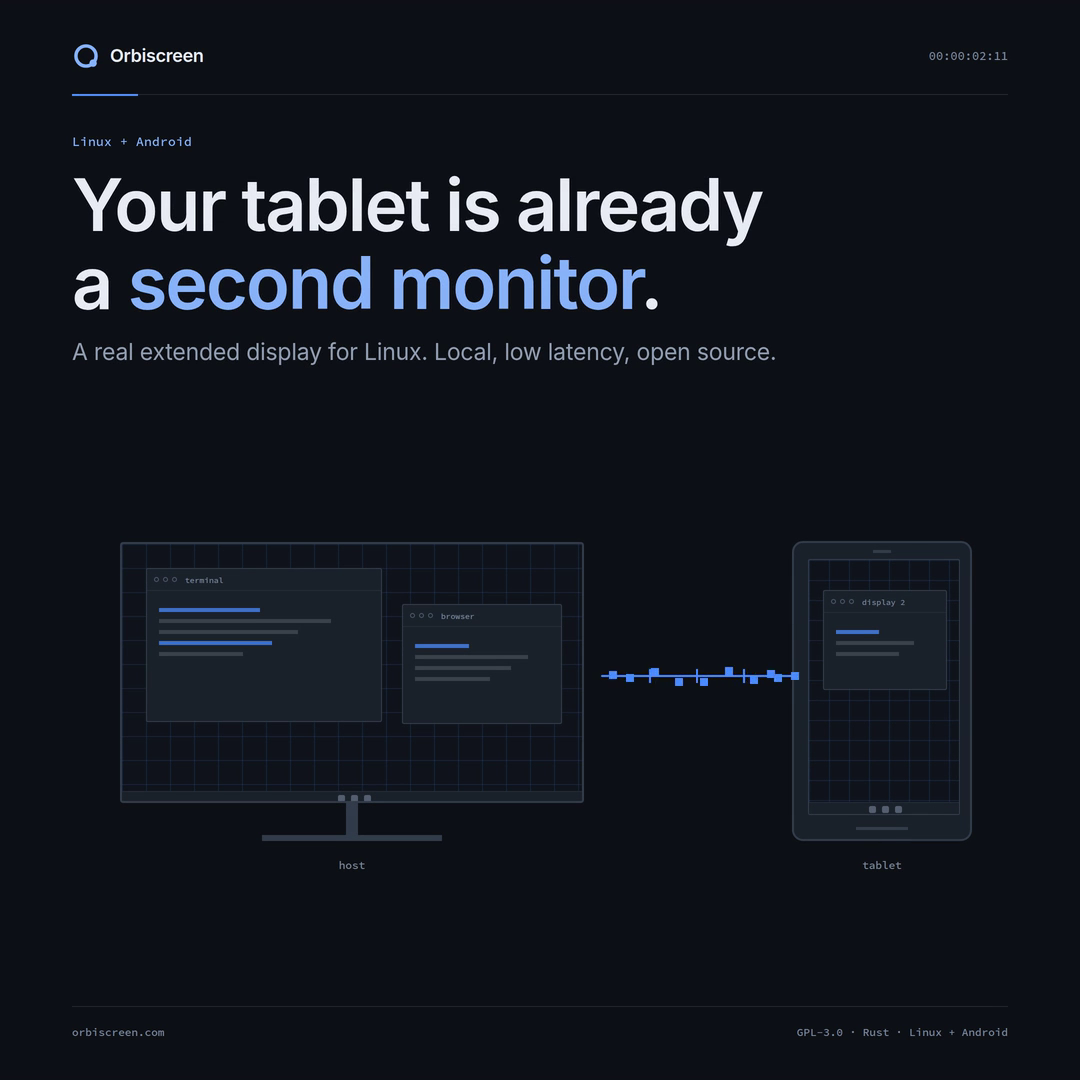 Orbiscreen
00:00:02:11
Linux + Android
Your tablet is already
a second monitor.
A real extended display for Linux. Local, low latency, open source.
terminal
browser
display 2
host
tablet
orbiscreen.com
GPL-3.0 · Rust · Linux + Android